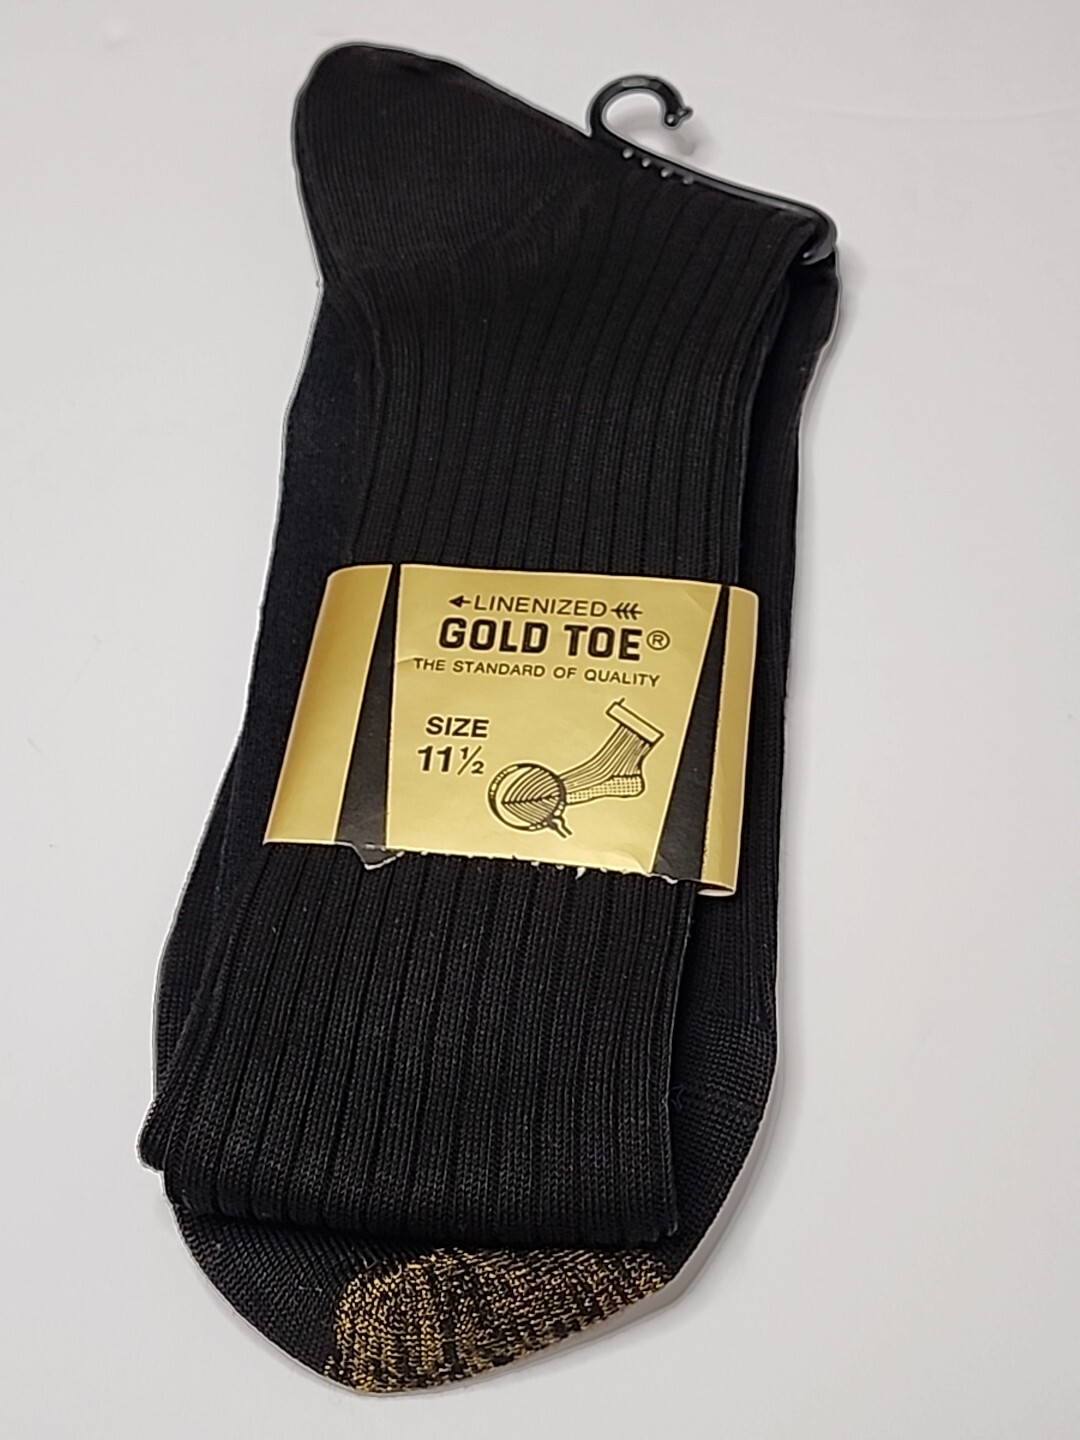 LINENIZED
GOLD TOE®
THE STANDARD OF QUALITY
SIZE
11½